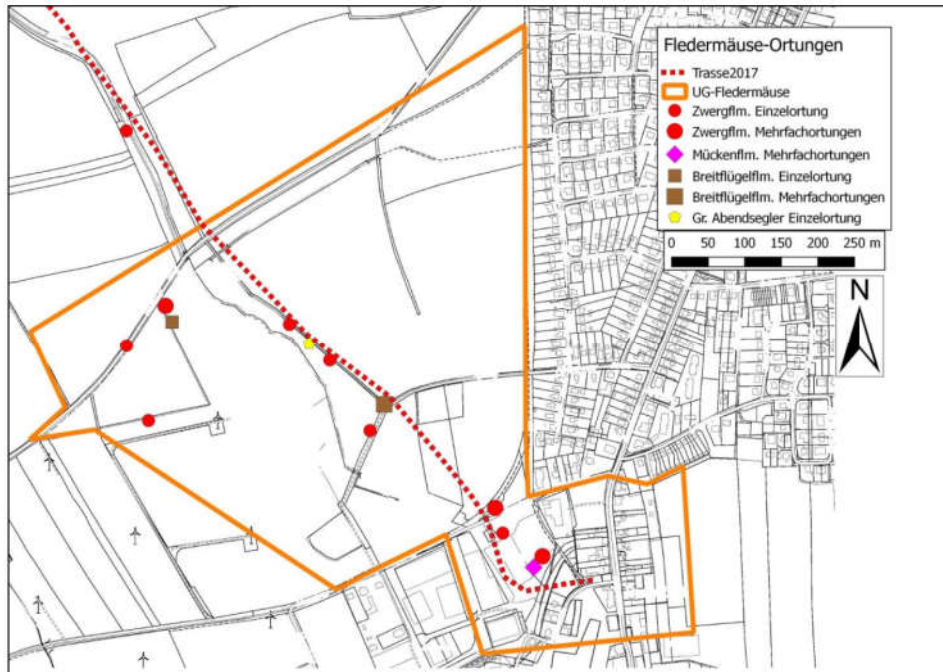 Fledermäuse-Ortungen
Trasse2017
UG-Fledermäuse
Zwergflm. Einzelortung
Zwergflm. Mehrfachortungen
Mückenflm. Mehrfachortungen
Breitflügelflm. Einzelortung
Breitflügelflm. Mehrfachortungen
Gr. Abendsegler Einzelortung
0 50 100 150 200 250 m
N